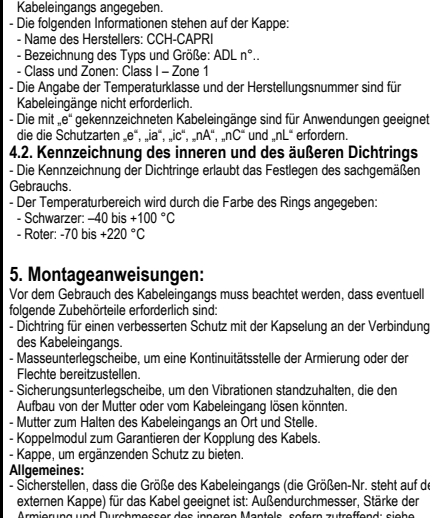 Kabeleingangs angegeben.
- Die folgenden Informationen stehen auf der Kappe:
- Name des Herstellers: CCH-CAPRI
- Bezeichnung des Typs und Größe: ADL n°..
- Class und Zonen: Class I – Zone 1
- Die Angabe der Temperaturklasse und der Herstellungsnummer sind für
Kabeleingänge nicht erforderlich.
- Die mit „e" gekennzeichneten Kabeleingänge sind für Anwendungen geeignet,
die die Schutzarten „e", „ia", „ic", „nA", „nC" und „nL" erfordern.
4.2. Kennzeichnung des inneren und des äußeren Dichtrings
- Die Kennzeichnung der Dichtringe erlaubt das Festlegen des sachgemäßen
Gebrauchs.
- Der Temperaturbereich wird durch die Farbe des Rings angegeben:
- Schwarzer: –40 bis +100 °C
- Roter: -70 bis +220 °C
5. Montageanweisungen:
Vor dem Gebrauch des Kabeleingangs muss beachtet werden, dass eventuell
folgende Zubehörteile erforderlich sind:
- Dichtring für einen verbesserten Schutz mit der Kapselung an der Verbindung
des Kabeleingangs.
- Masseunterlegscheibe, um eine Kontinuitätsstelle der Armierung oder der
Flechte bereitzustellen.
- Sicherungsunterlegscheibe, um den Vibrationen standzuhalten, die den
Aufbau von der Mutter oder vom Kabeleingang lösen könnten.
- Mutter zum Halten des Kabeleingangs an Ort und Stelle.
- Koppelmodul zum Garantieren der Kopplung des Kabels.
- Kappe, um ergänzenden Schutz zu bieten.
Allgemeines:
- Sicherstellen, dass die Größe des Kabeleingangs (die Größen-Nr. steht auf de
externen Kappe) für das Kabel geeignet ist: Außendurchmesser, Stärke der
Armierung und Durchmesser des inneren Mantels, sofern zutreffend; siehe